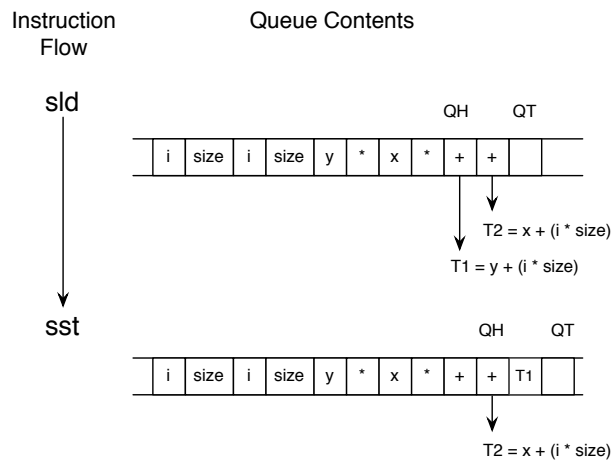 Instruction Flow
Queue Contents
sld
QH QT
i size i size y * x * + +
T2 = x + (i * size)
T1 = y + (i * size)
sst
QH QT
i size i size y * x * + + T1
T2 = x + (i * size)